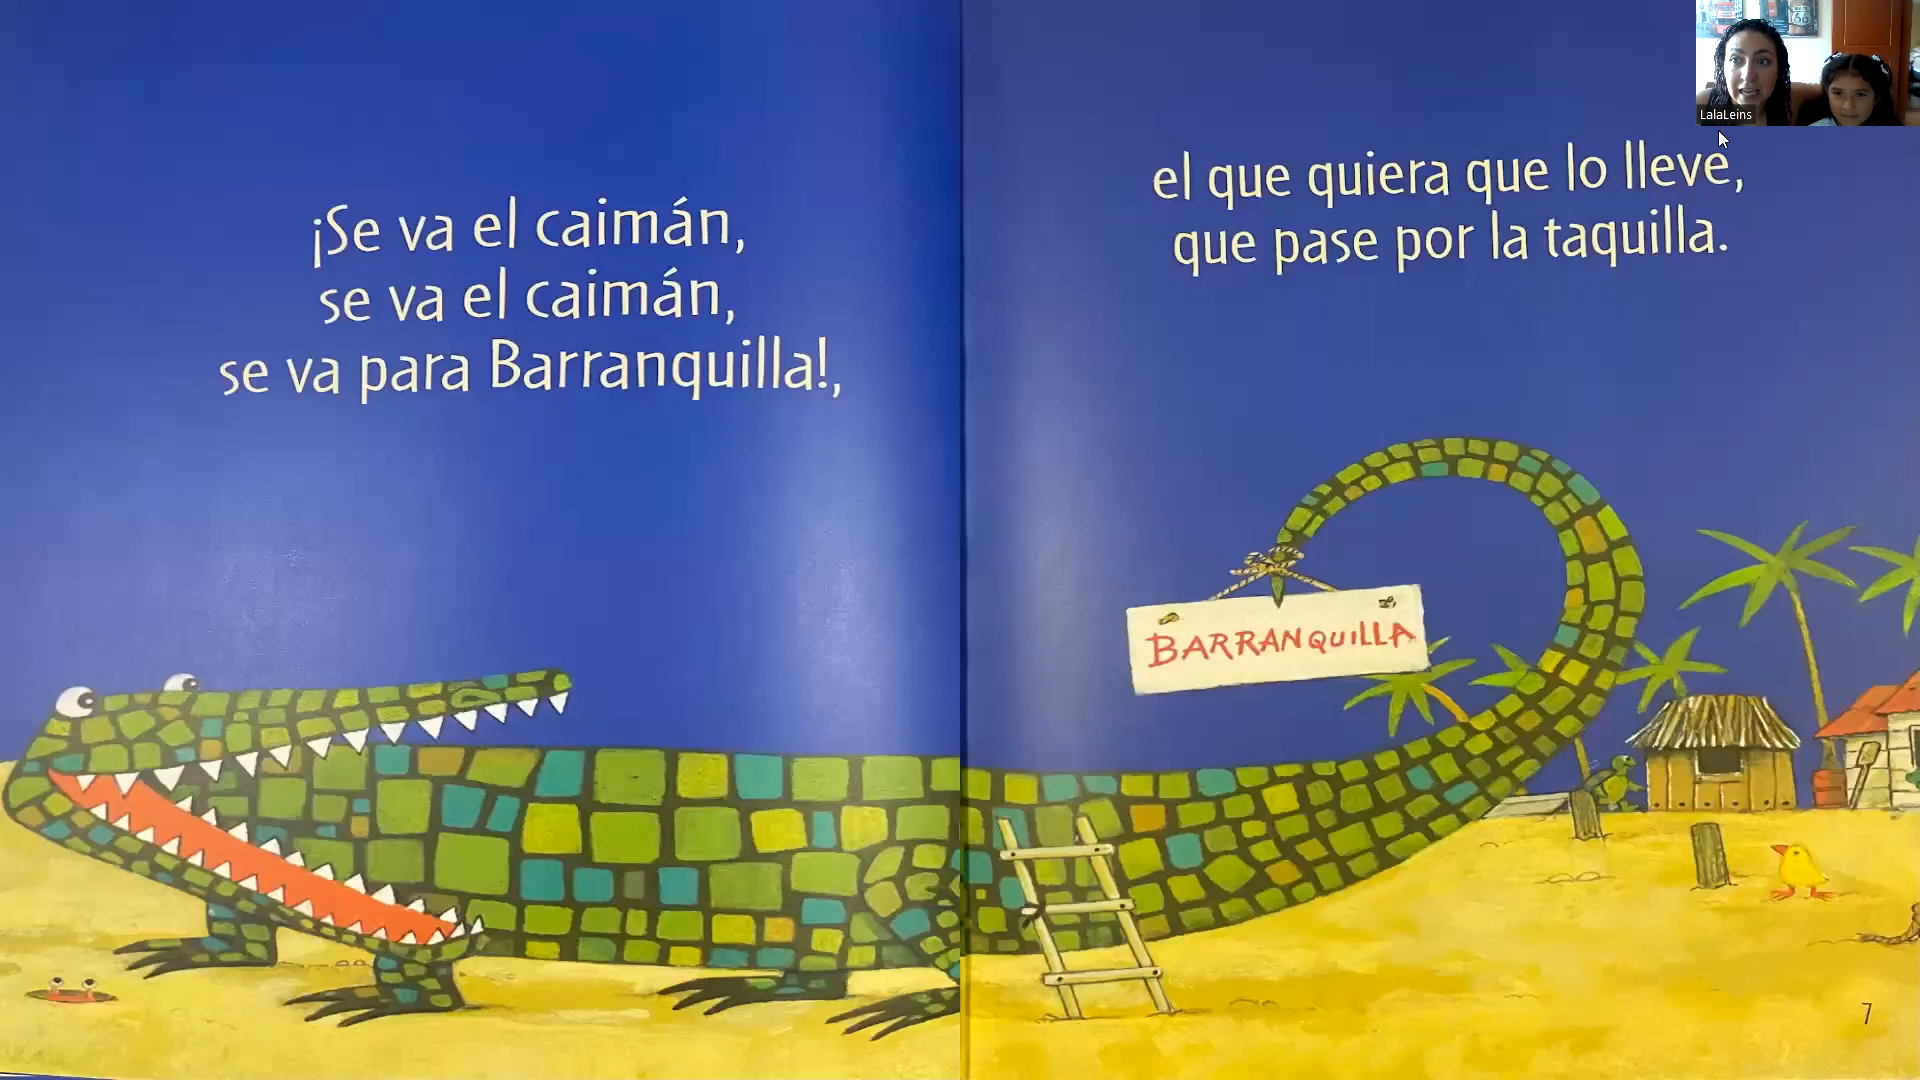 ¡Se va el caimán,
se va el caimán,
se va para Barranquilla!,
el que quiera que lo lleve,
que pase por la taquilla.
BARRANQUILLA
7
LalaLeins
66